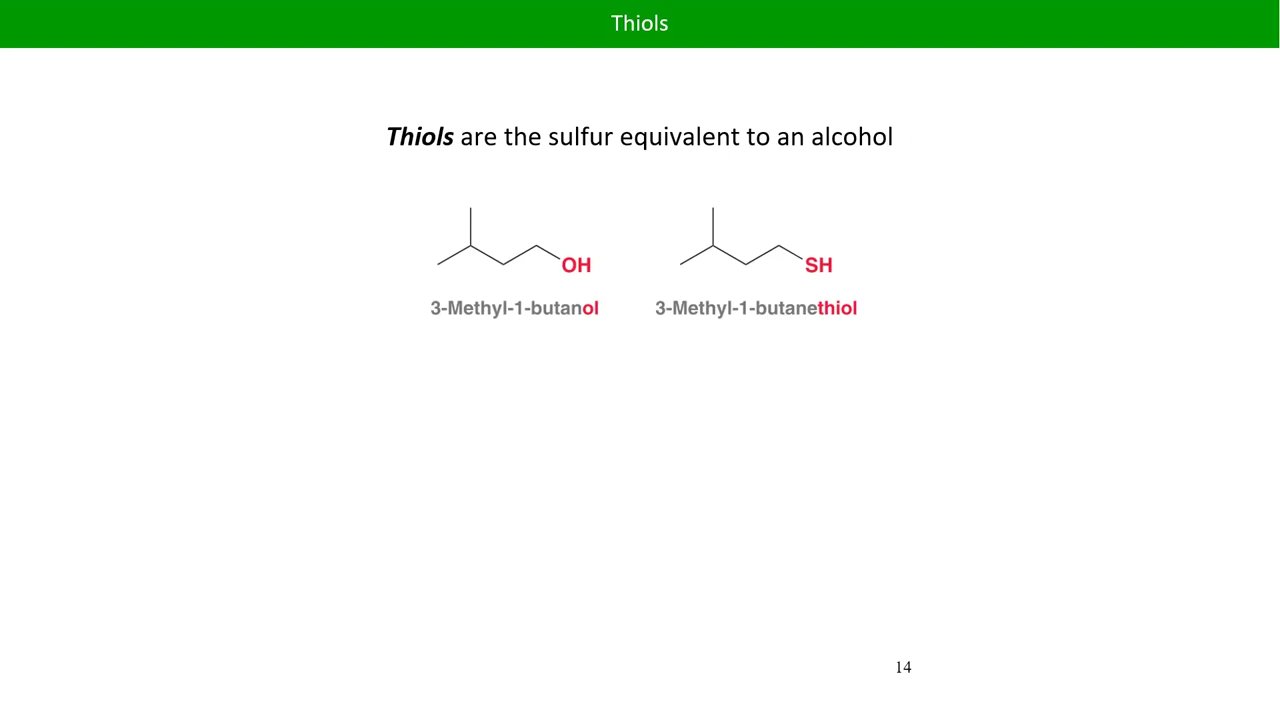 Thiols
Thiols are the sulfur equivalent to an alcohol
OH SH
3-Methyl-1-butanol 3-Methyl-1-butanethiol
14